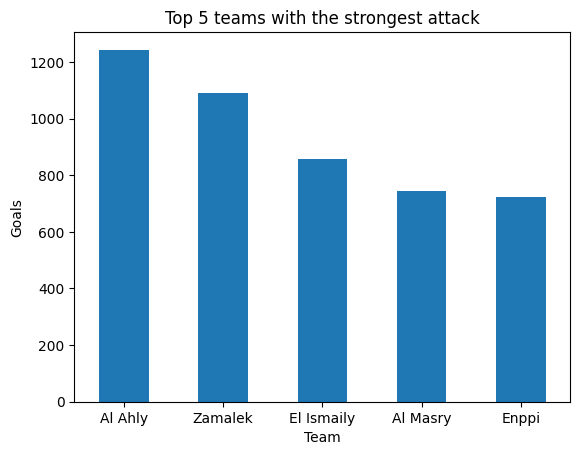 Top 5 teams with the strongest attack
1200
1000
800
600
400
200
0
Goals
Al Ahly Zamalek El Ismaily Al Masry Enppi
Team